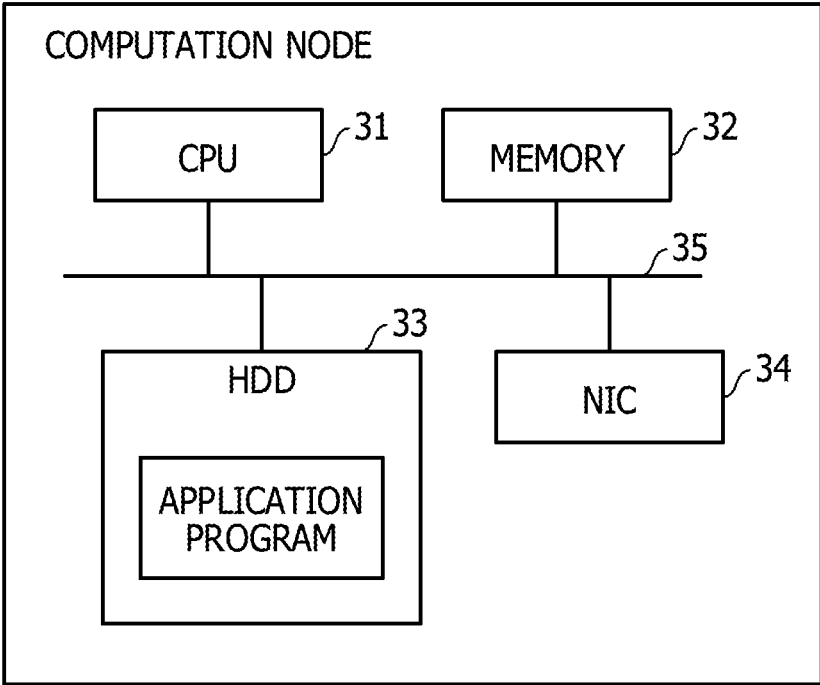 COMPUTATION NODE
CPU
31
MEMORY
32
35
HDD
33
NIC
34
APPLICATION
PROGRAM